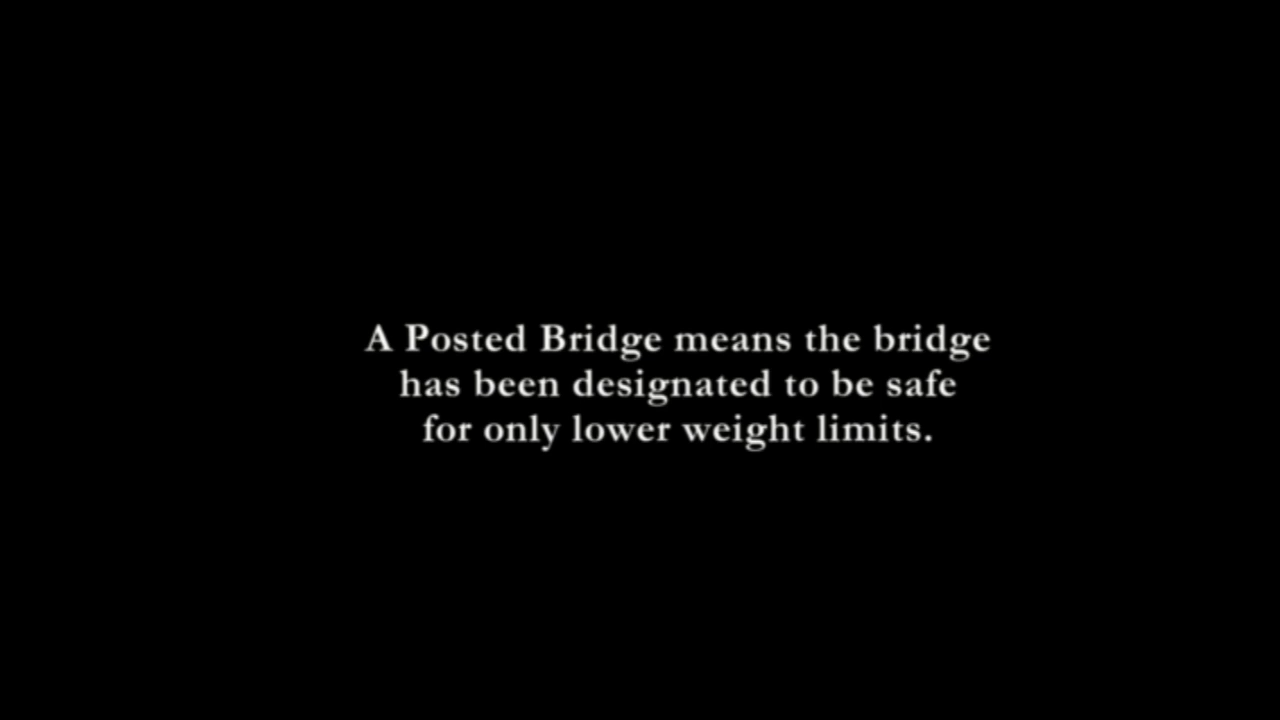 A Posted Bridge means the bridge
has been designated to be safe
for only lower weight limits.